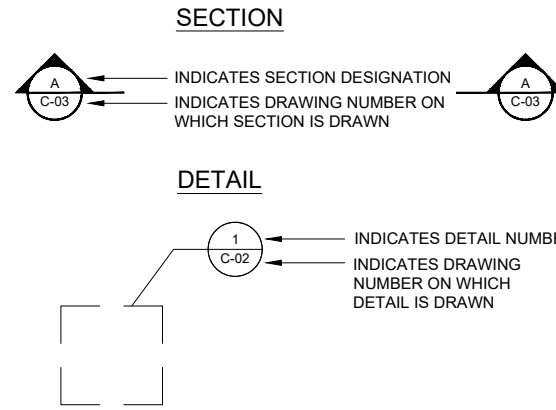 SECTION
A
C-03
INDICATES SECTION DESIGNATION
INDICATES DRAWING NUMBER ON
WHICH SECTION IS DRAWN
A
C-03
DETAIL
1
C-02
INDICATES DETAIL NUMBE
INDICATES DRAWING
NUMBER ON WHICH
DETAIL IS DRAWN